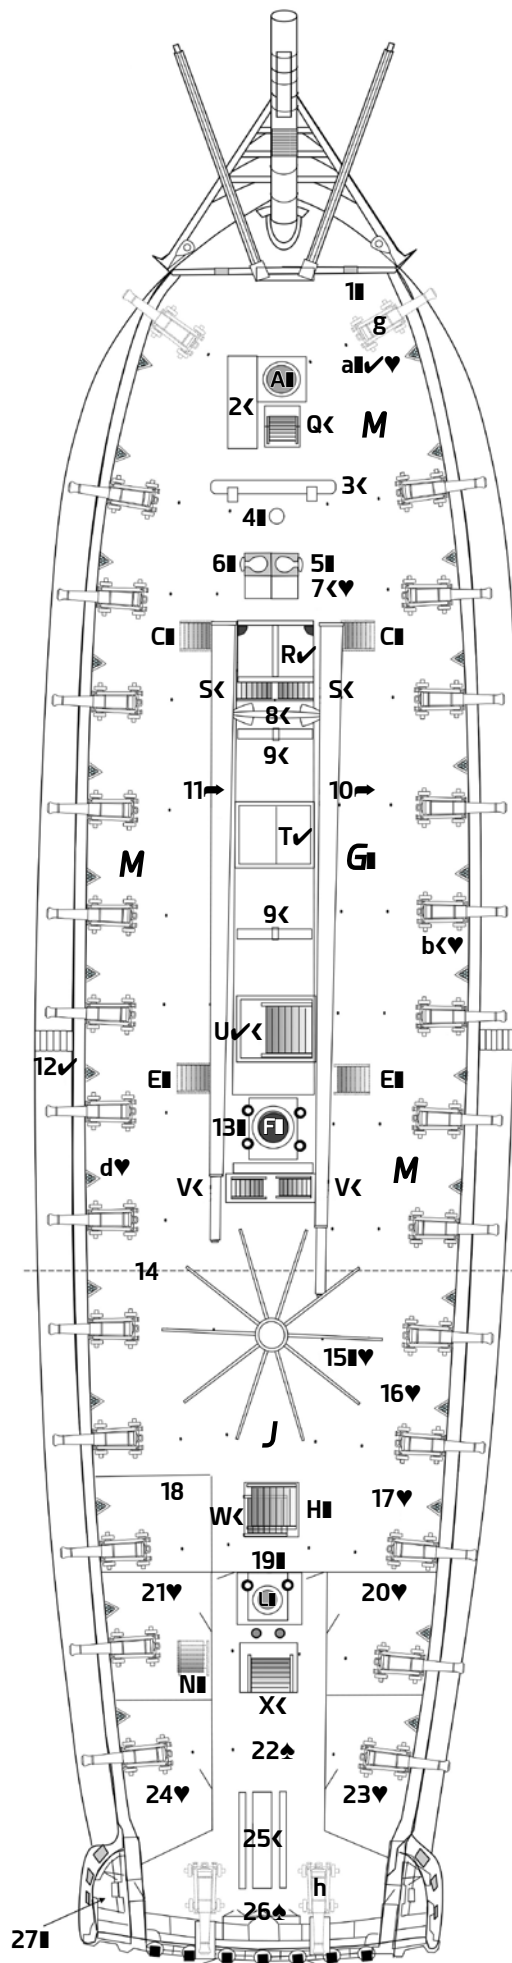 1▮
g
a▮✓♥
A▮
2❮
Q❮
M
3❮
4▮
6▮ 5▮
7❮♥
C▮ C▮
R✓
S❮ S❮
8❮
9❮
11➦ 10➦
T✓
M G▮
9❮
b❮♥
U✓❮
12✓
E▮ E▮
13▮ F▮
d♥ M
V❮ V❮
14
15▮♥
16♥
J
18 17♥
W❮ H▮
19▮
21♥ 20♥
L▮
N▮
X❮
22♠
24♥ 23♥
25❮
h
26♠
27▮